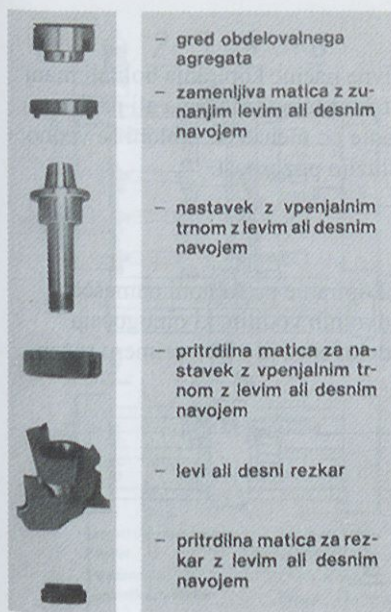 – gred obdelovalnega
agregata
– zamenljiva matica z zu-
nanjim levim ali desnim
navojem
– nastavek z vpenjalnim
trnom z levim ali desnim
navojem
– pritrdilna matica za na-
stavek z vpenjalnim tr-
nom z levim ali desnim
navojem
– levi ali desni rezkar
– pritrdilna matica za rez-
kar z levim ali desnim
navojem